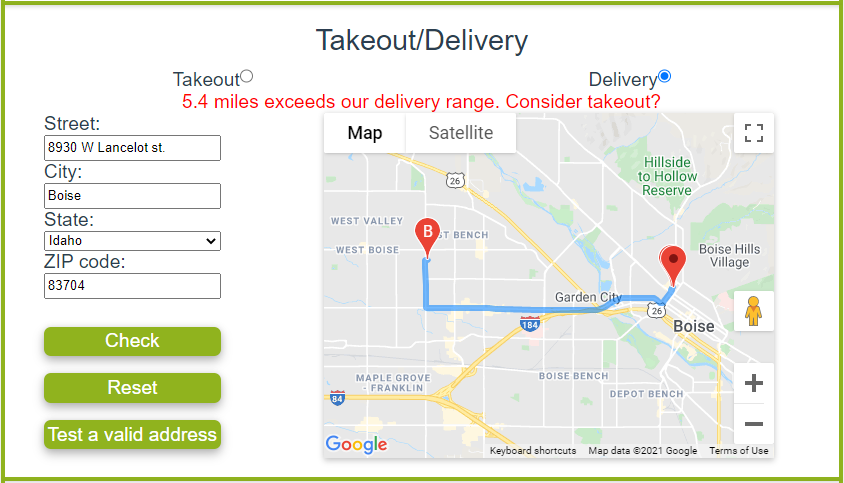 Takeout/Delivery
Takeout
Delivery
5.4 miles exceeds our delivery range. Consider takeout?
Street:
8930 W Lancelot st.
City:
Boise
State:
Idaho
ZIP code:
83704
Check
Reset
Test a valid address
Map
Satellite
Hillside
to Hollow
Reserve
26
WEST VALLEY
B
ST BENCH
WEST BOISE
Boise Hills
Village
Garden City
26
184
Boise
MAPLE GROVE
- FRANKLIN
BOISE BENCH
DEPOT BENCH
84
Google
Keyboard shortcuts
Map data ©2021 Google
Terms of Use